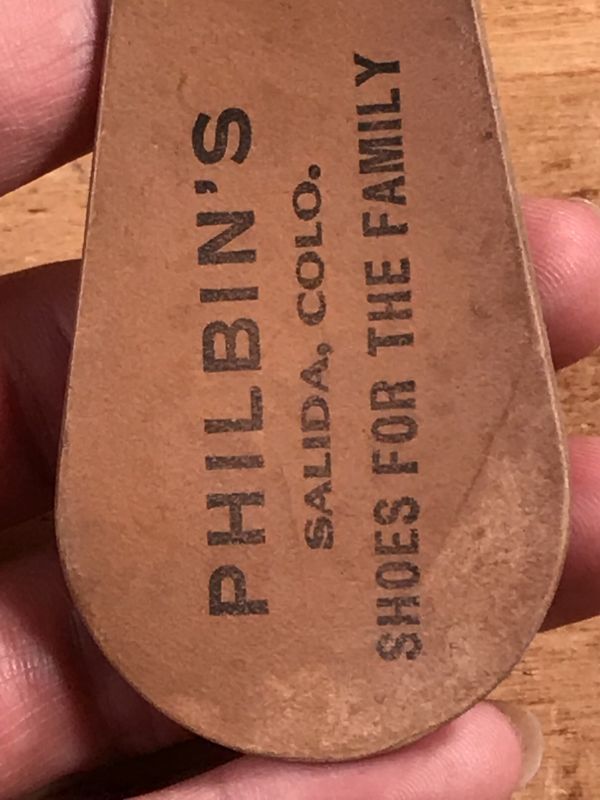 PHILBIN'S
SALIDA, COLO.
SHOES FOR THE FAMILY